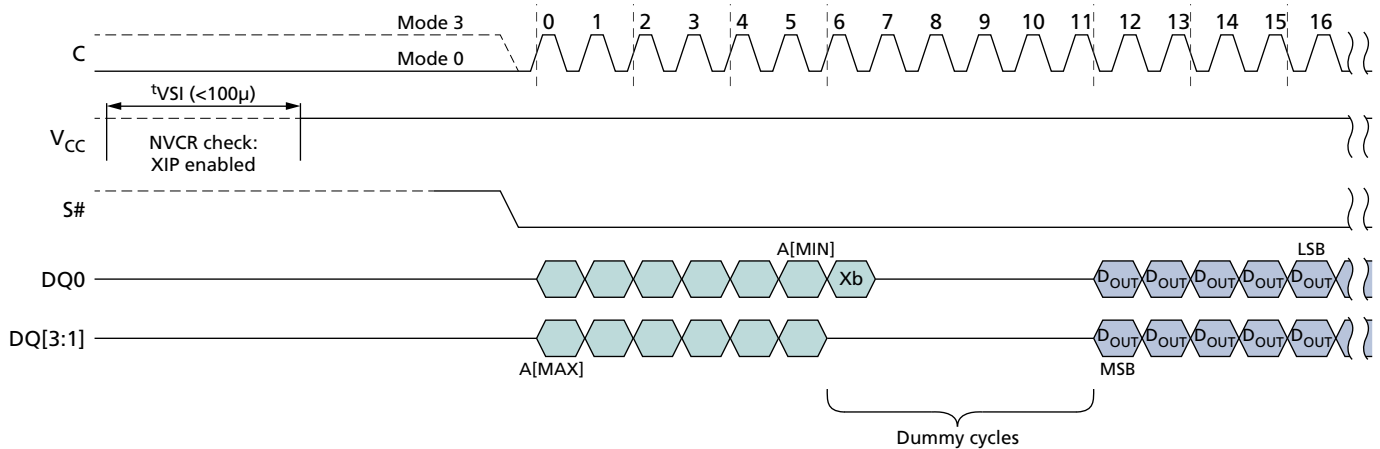 Mode 3
0 1 2 3 4 5 6 7 8 9 10 11 12 13 14 15 16
C
Mode 0
tVSI (<100µ)
VCC
NVCR check:
XIP enabled
S#
A[MIN]
LSB
DQ0
Xb
DOUT DOUT DOUT DOUT DOUT
DQ[3:1]
DOUT DOUT DOUT DOUT DOUT
A[MAX]
MSB
Dummy cycles